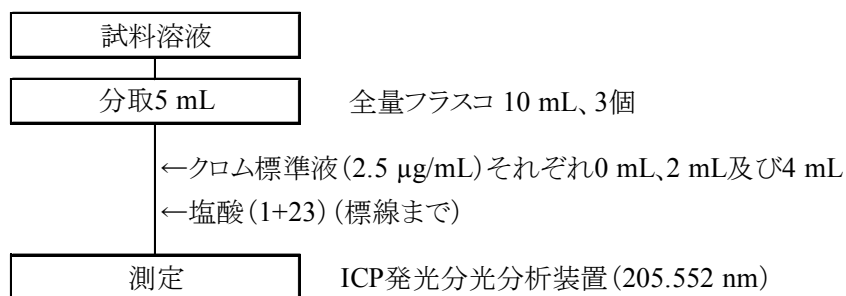 試料溶液
分取5 mL 全量フラスコ 10 mL、3個
←クロム標準液(2.5 µg/mL)それぞれ0 mL、2 mL及び4 mL
←塩酸(1+23) (標線まで)
測定 ICP発光分光分析装置(205.552 nm)